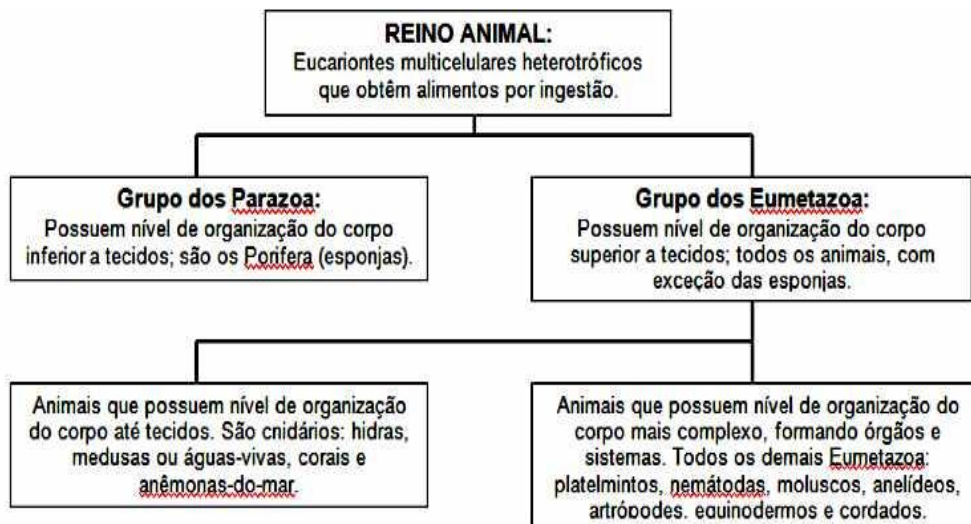 REINO ANIMAL:
Eucariontes multicelulares heterotróficos
que obtêm alimentos por ingestão.
Grupo dos Parazoa:
Possuem nível de organização do corpo
inferior a tecidos; são os Porifera (esponjas).
Grupo dos Eumetazoa:
Possuem nível de organização do corpo
superior a tecidos; todos os animais, com
exceção das esponjas.
Animais que possuem nível de organização
do corpo até tecidos. São cnidários: hidras,
medusas ou águas-vivas, corais e
anêmonas-do-mar.
Animais que possuem nível de organização do
corpo mais complexo, formando órgãos e
sistemas. Todos os demais Eumetazoa:
platelmintos, nemátodas, moluscos, anelídeos,
artrópodes, equinodermos e cordados.